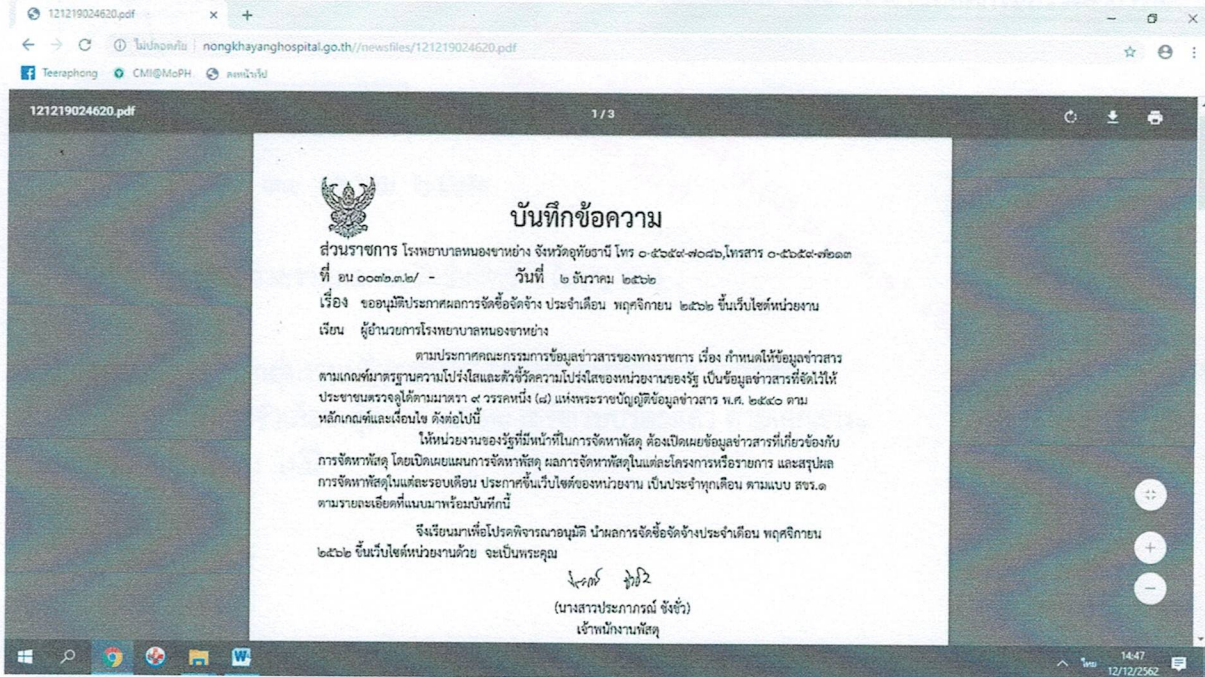 121219024620.pdf
ไม่ปลอดภัย | nongkhayanghospital.go.th//newsfiles/121219024620.pdf
Teeraphong CMI@MoPH ลงหน้าเว็ป
121219024620.pdf 1 / 3
บันทึกข้อความ
ส่วนราชการ โรงพยาบาลหนองขาหย่าง จังหวัดอุทัยธานี โทร ๐-๕๖๕๙-๗๐๘๖,โทรสาร ๐-๕๖๕๙-๗๒๑๓
ที่ อน ๐๐๓๒.๓.๒/ - วันที่ ๒ ธันวาคม ๒๕๖๒
เรื่อง ขออนุมัติประกาศผลการจัดซื้อจัดจ้าง ประจำเดือน พฤศจิกายน ๒๕๖๒ ขึ้นเว็บไซต์หน่วยงาน
เรียน ผู้อำนวยการโรงพยาบาลหนองขาหย่าง
ตามประกาศคณะกรรมการข้อมูลข่าวสารของทางราชการ เรื่อง กำหนดให้ข้อมูลข่าวสาร
ตามเกณฑ์มาตรฐานความโปร่งใสและตัวชี้วัดความโปร่งใสของหน่วยงานของรัฐ เป็นข้อมูลข่าวสารที่จัดไว้ให้
ประชาชนตรวจดูได้ตามมาตรา ๙ วรรคหนึ่ง (๘) แห่งพระราชบัญญัติข้อมูลข่าวสาร พ.ศ. ๒๕๔๐ ตาม
หลักเกณฑ์และเงื่อนไข ดังต่อไปนี้
ให้หน่วยงานของรัฐที่มีหน้าที่ในการจัดหาพัสดุ ต้องเปิดเผยข้อมูลข่าวสารที่เกี่ยวข้องกับ
การจัดหาพัสดุ โดยเปิดเผยแผนการจัดหาพัสดุ ผลการจัดหาพัสดุในแต่ละโครงการหรือรายการ และสรุปผล
การจัดหาพัสดุในแต่ละรอบเดือน ประกาศขึ้นเว็บไซต์ของหน่วยงาน เป็นประจำทุกเดือน ตามแบบ สขร.๑
ตามรายละเอียดที่แนบมาพร้อมบันทึกนี้
จึงเรียนมาเพื่อโปรดพิจารณาอนุมัติ นำผลการจัดซื้อจัดจ้างประจำเดือน พฤศจิกายน
๒๕๖๒ ขึ้นเว็บไซต์หน่วยงานด้วย จะเป็นพระคุณ
(นางสาวประภาภรณ์ ชังชั่ว)
เจ้าพนักงานพัสดุ
ไทย 14:47
12/12/2562